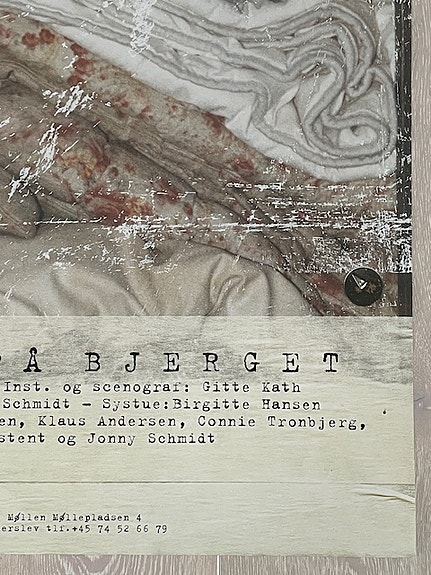 PÅ BJERGET
Inst. og scenograf: Gitte Kath
Schmidt - Systue:Birgitte Hansen
en, Klaus Andersen, Connie Tronbjerg,
stent og Jonny Schmidt
Møllen Møllepladsen 4
erslev tlf.+45 74 52 66 79